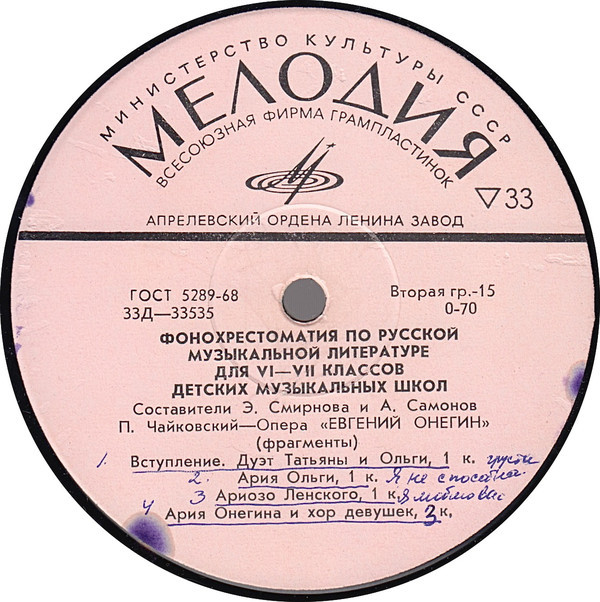 МИНИСТЕРСТВО КУЛЬТУРЫ СССР
МЕЛОДИЯ
ВСЕСОЮЗНАЯ ФИРМА ГРАМПЛАСТИНОК
▽33
АПРЕЛЕВСКИЙ ОРДЕНА ЛЕНИНА ЗАВОД
ГОСТ 5289-68
33Д—33535
Вторая гр.-15
0-70
ФОНОХРЕСТОМАТИЯ ПО РУССКОЙ
МУЗЫКАЛЬНОЙ ЛИТЕРАТУРЕ
ДЛЯ VI—VII КЛАССОВ
ДЕТСКИХ МУЗЫКАЛЬНЫХ ШКОЛ
Составители Э. Смирнова и А. Самонов
П. Чайковский—Опера «ЕВГЕНИЙ ОНЕГИН»
(фрагменты)
1. Вступление. Дуэт Татьяны и Ольги, 1 к.
2. Ария Ольги, 1 к. Я не способна
3 Ариозо Ленского, 1 к, Я люблю вас
4 Ария Онегина и хор девушек, 3 к,